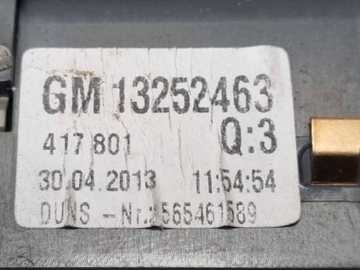 GM 13252463
417 801 Q:3
30.04.2013 11:54:54
DUNS - Nr.: 565461589